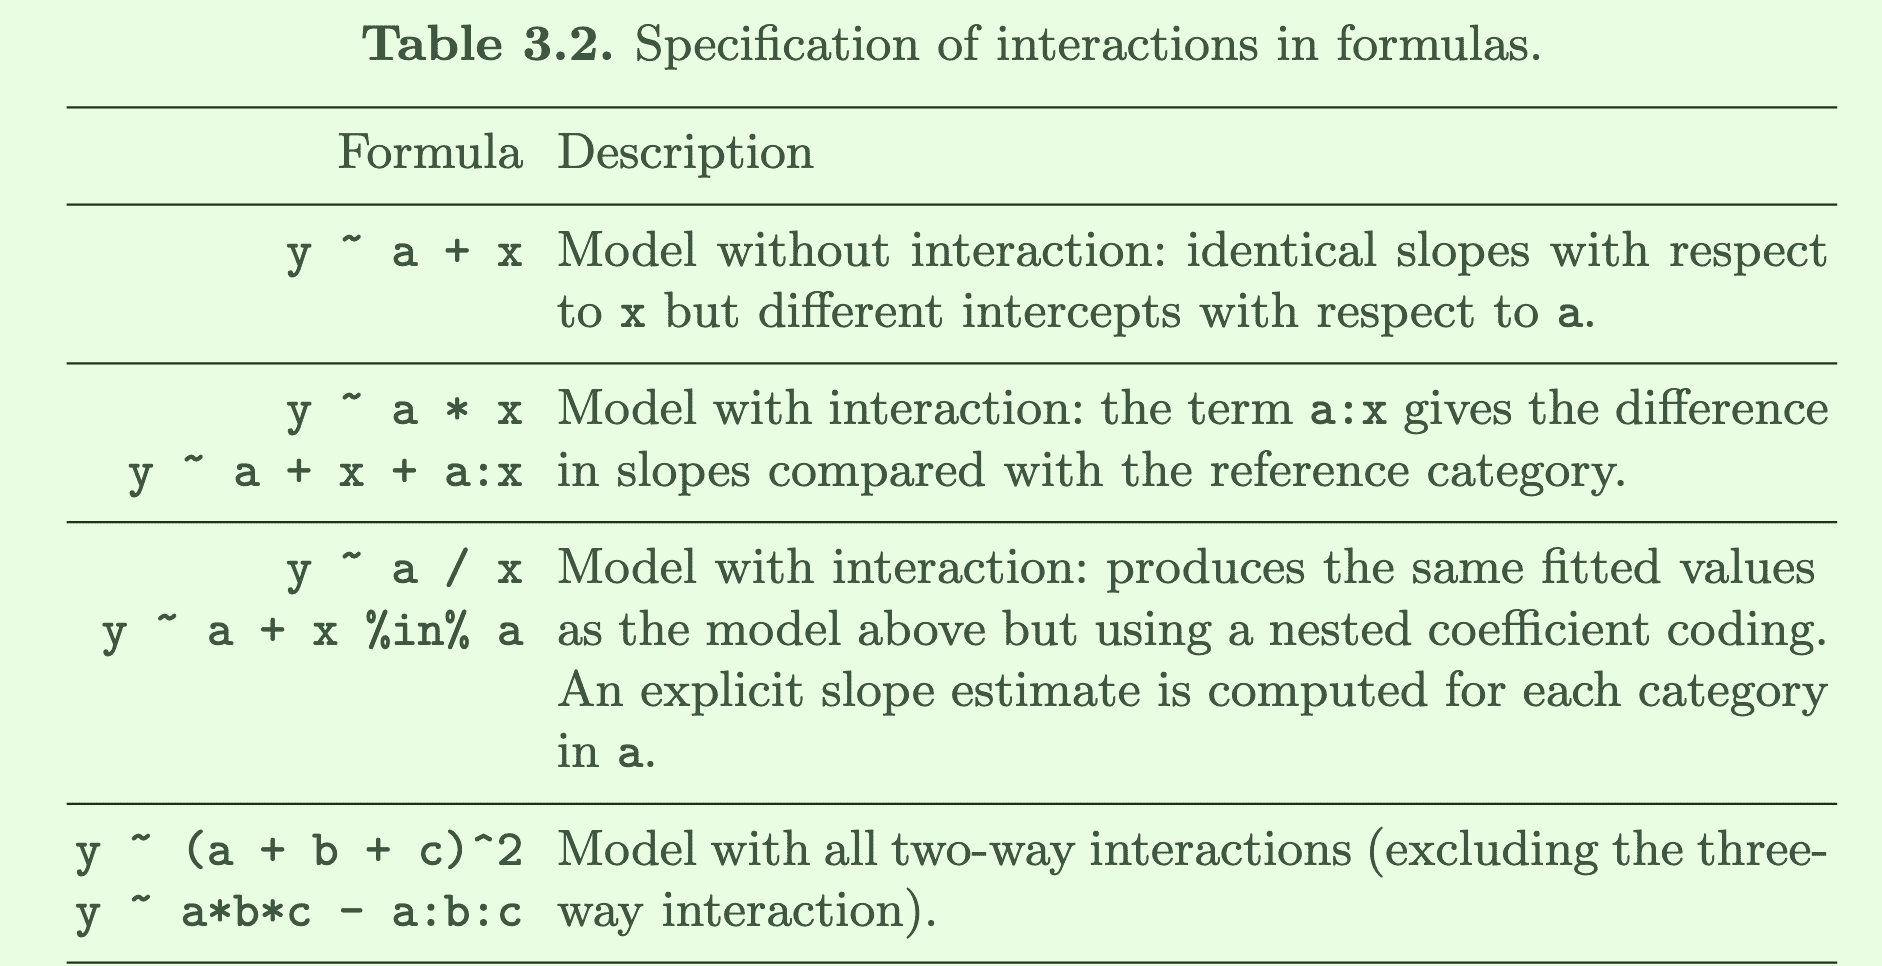 Table 3.2. Specification of interactions in formulas.
Formula Description
y ~ a + x Model without interaction: identical slopes with respect
to x but different intercepts with respect to a.
y ~ a * x Model with interaction: the term a:x gives the difference
y ~ a + x + a:x in slopes compared with the reference category.
y ~ a / x Model with interaction: produces the same fitted values
y ~ a + x %in% a as the model above but using a nested coefficient coding.
An explicit slope estimate is computed for each category
in a.
y ~ (a + b + c)^2 Model with all two-way interactions (excluding the three-
y ~ a*b*c - a:b:c way interaction).